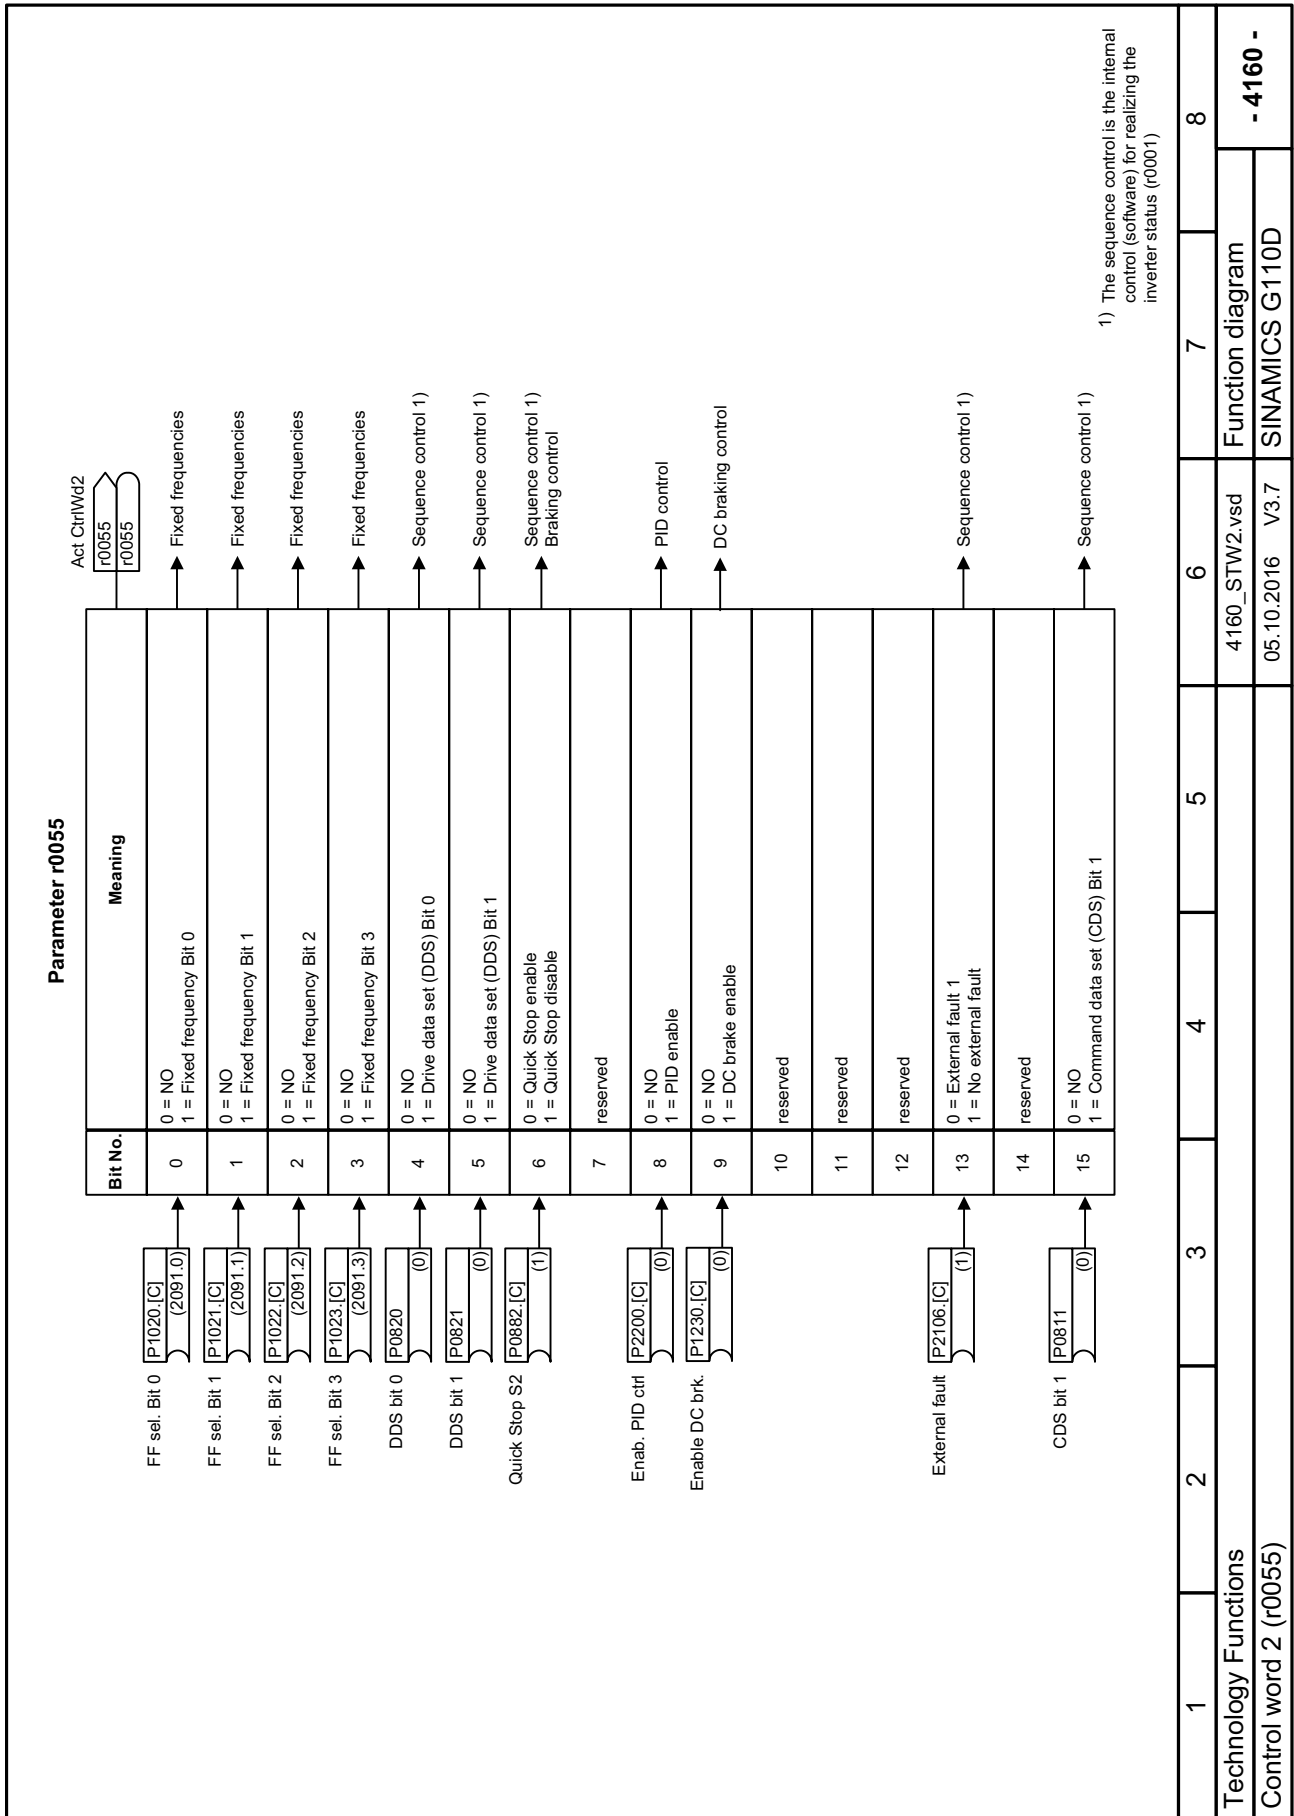 Parameter r0055
Act CtrlWd2
r0055
r0055
Bit No.
Meaning
FF sel. Bit 0
P1020.[C]
(2091.0)
0
0 = NO
1 = Fixed frequency Bit 0
Fixed frequencies
FF sel. Bit 1
P1021.[C]
(2091.1)
1
0 = NO
1 = Fixed frequency Bit 1
Fixed frequencies
FF sel. Bit 2
P1022.[C]
(2091.2)
2
0 = NO
1 = Fixed frequency Bit 2
Fixed frequencies
FF sel. Bit 3
P1023.[C]
(2091.3)
3
0 = NO
1 = Fixed frequency Bit 3
Fixed frequencies
DDS bit 0
P0820
(0)
4
0 = NO
1 = Drive data set (DDS) Bit 0
Sequence control 1)
DDS bit 1
P0821
(0)
5
0 = NO
1 = Drive data set (DDS) Bit 1
Sequence control 1)
Quick Stop S2
P0882.[C]
(1)
6
0 = Quick Stop enable
1 = Quick Stop disable
Sequence control 1)
Braking control
7
reserved
Enab. PID ctrl
P2200.[C]
(0)
8
0 = NO
1 = PID enable
PID control
Enable DC brk.
P1230.[C]
(0)
9
0 = NO
1 = DC brake enable
DC braking control
10
reserved
11
reserved
12
reserved
External fault
P2106.[C]
(1)
13
0 = External fault 1
1 = No external fault
Sequence control 1)
14
reserved
CDS bit 1
P0811
(0)
15
0 = NO
1 = Command data set (CDS) Bit 1
Sequence control 1)
1) The sequence control is the internal
control (software) for realizing the
inverter status (r0001)
1 2 3 4 5 6 7 8
Technology Functions
4160_STW2.vsd
Function diagram
- 4160 -
Control word 2 (r0055)
05.10.2016 V3.7
SINAMICS G110D